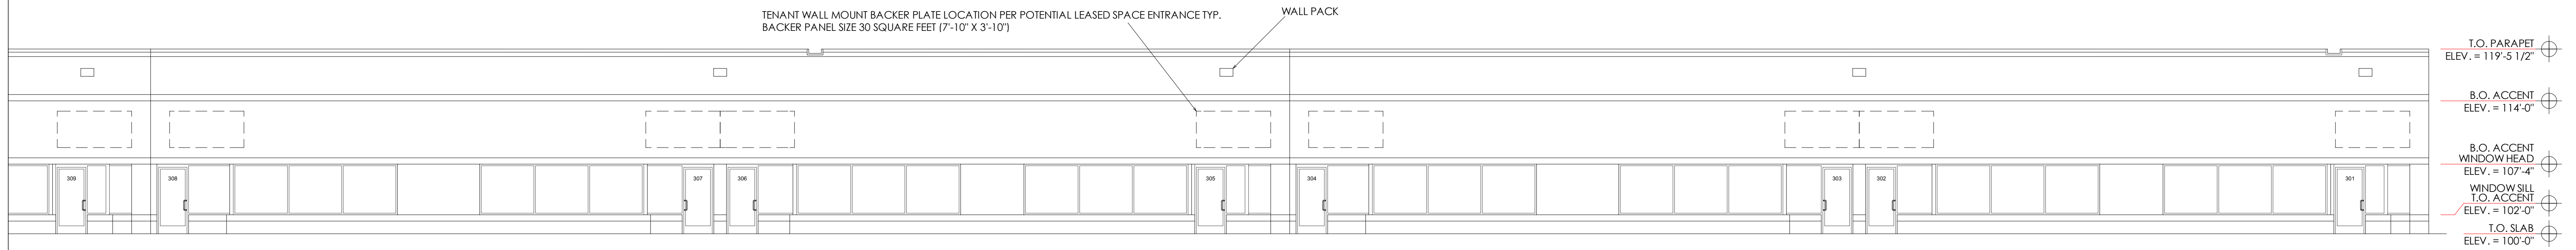 TENANT WALL MOUNT BACKER PLATE LOCATION PER POTENTIAL LEASED SPACE ENTRANCE TYP.
BACKER PANEL SIZE 30 SQUARE FEET (7'-10" X 3'-10")
WALL PACK
T.O. PARAPET
ELEV. = 119'-5 1/2"
B.O. ACCENT
ELEV. = 114'-0"
B.O. ACCENT
WINDOW HEAD
ELEV. = 107'-4"
WINDOW SILL
T.O. ACCENT
ELEV. = 102'-0"
T.O. SLAB
ELEV. = 100'-0"
309
308
307
306
305
304
303
302
301